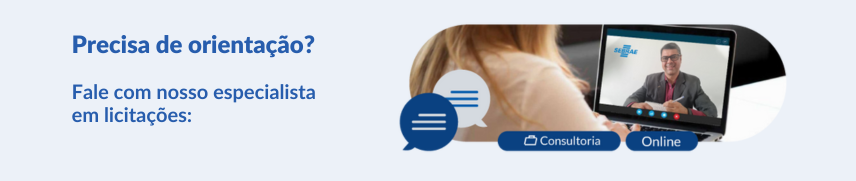 Precisa de orientação?
Fale com nosso especialista
em licitações:
SEBRAE
Consultoria
Online